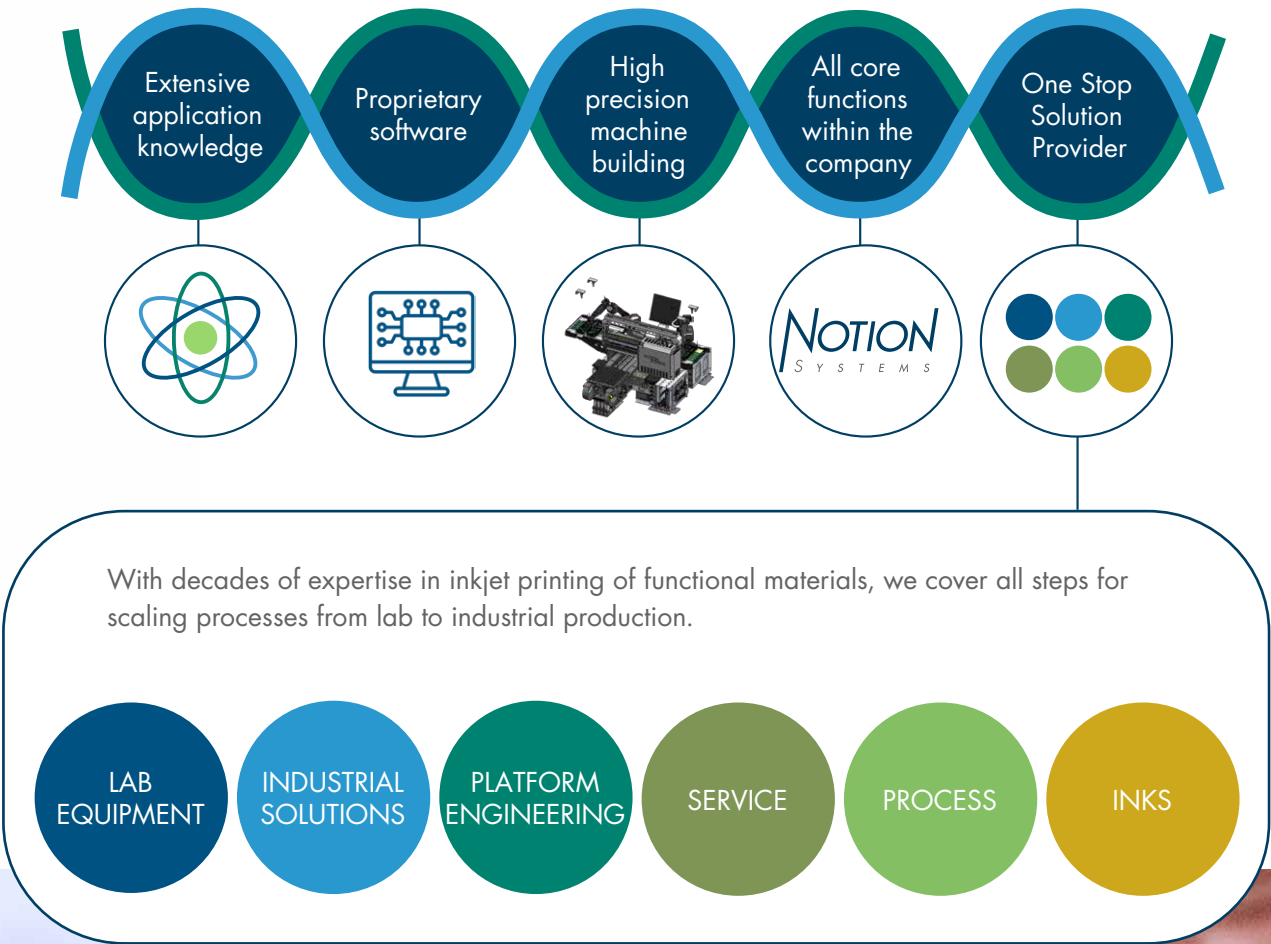 Extensive
application
knowledge
Proprietary
software
High
precision
machine
building
All core
functions
within the
company
One Stop
Solution
Provider
NOTION
SYSTEMS
With decades of expertise in inkjet printing of functional materials, we cover all steps for
scaling processes from lab to industrial production.
LAB
EQUIPMENT
INDUSTRIAL
SOLUTIONS
PLATFORM
ENGINEERING
SERVICE
PROCESS
INKS